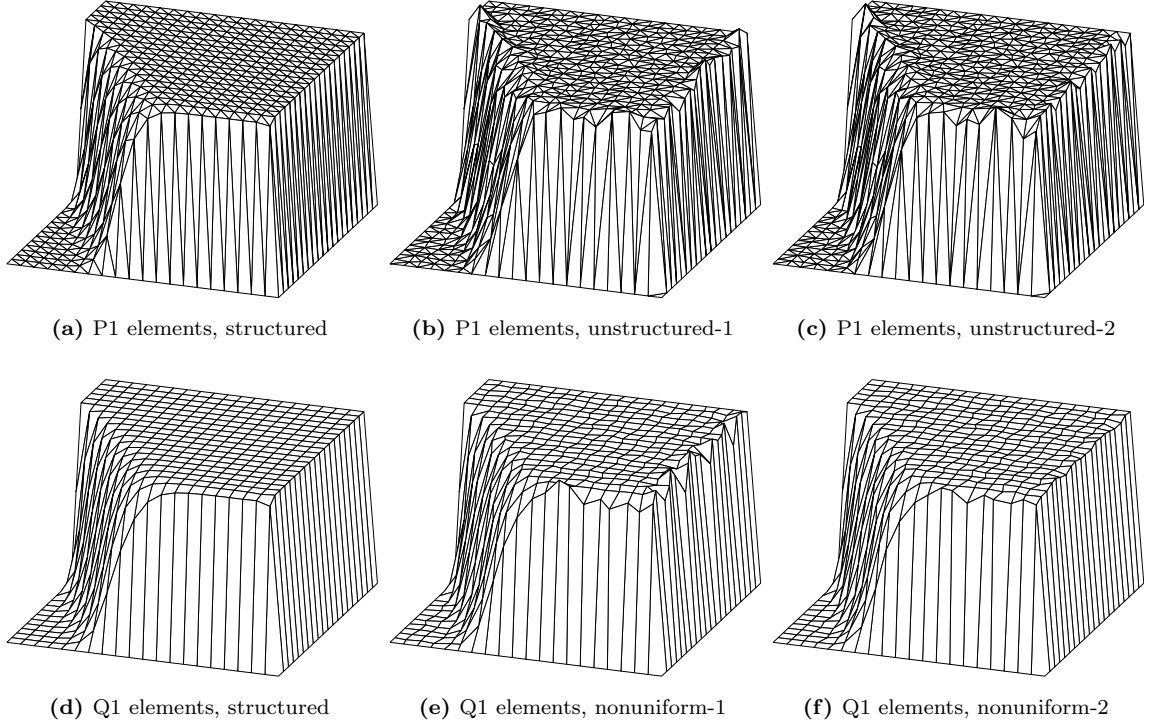 (a) P1 elements, structured
(b) P1 elements, unstructured-1
(c) P1 elements, unstructured-2
(d) Q1 elements, structured
(e) Q1 elements, nonuniform-1
(f) Q1 elements, nonuniform-2